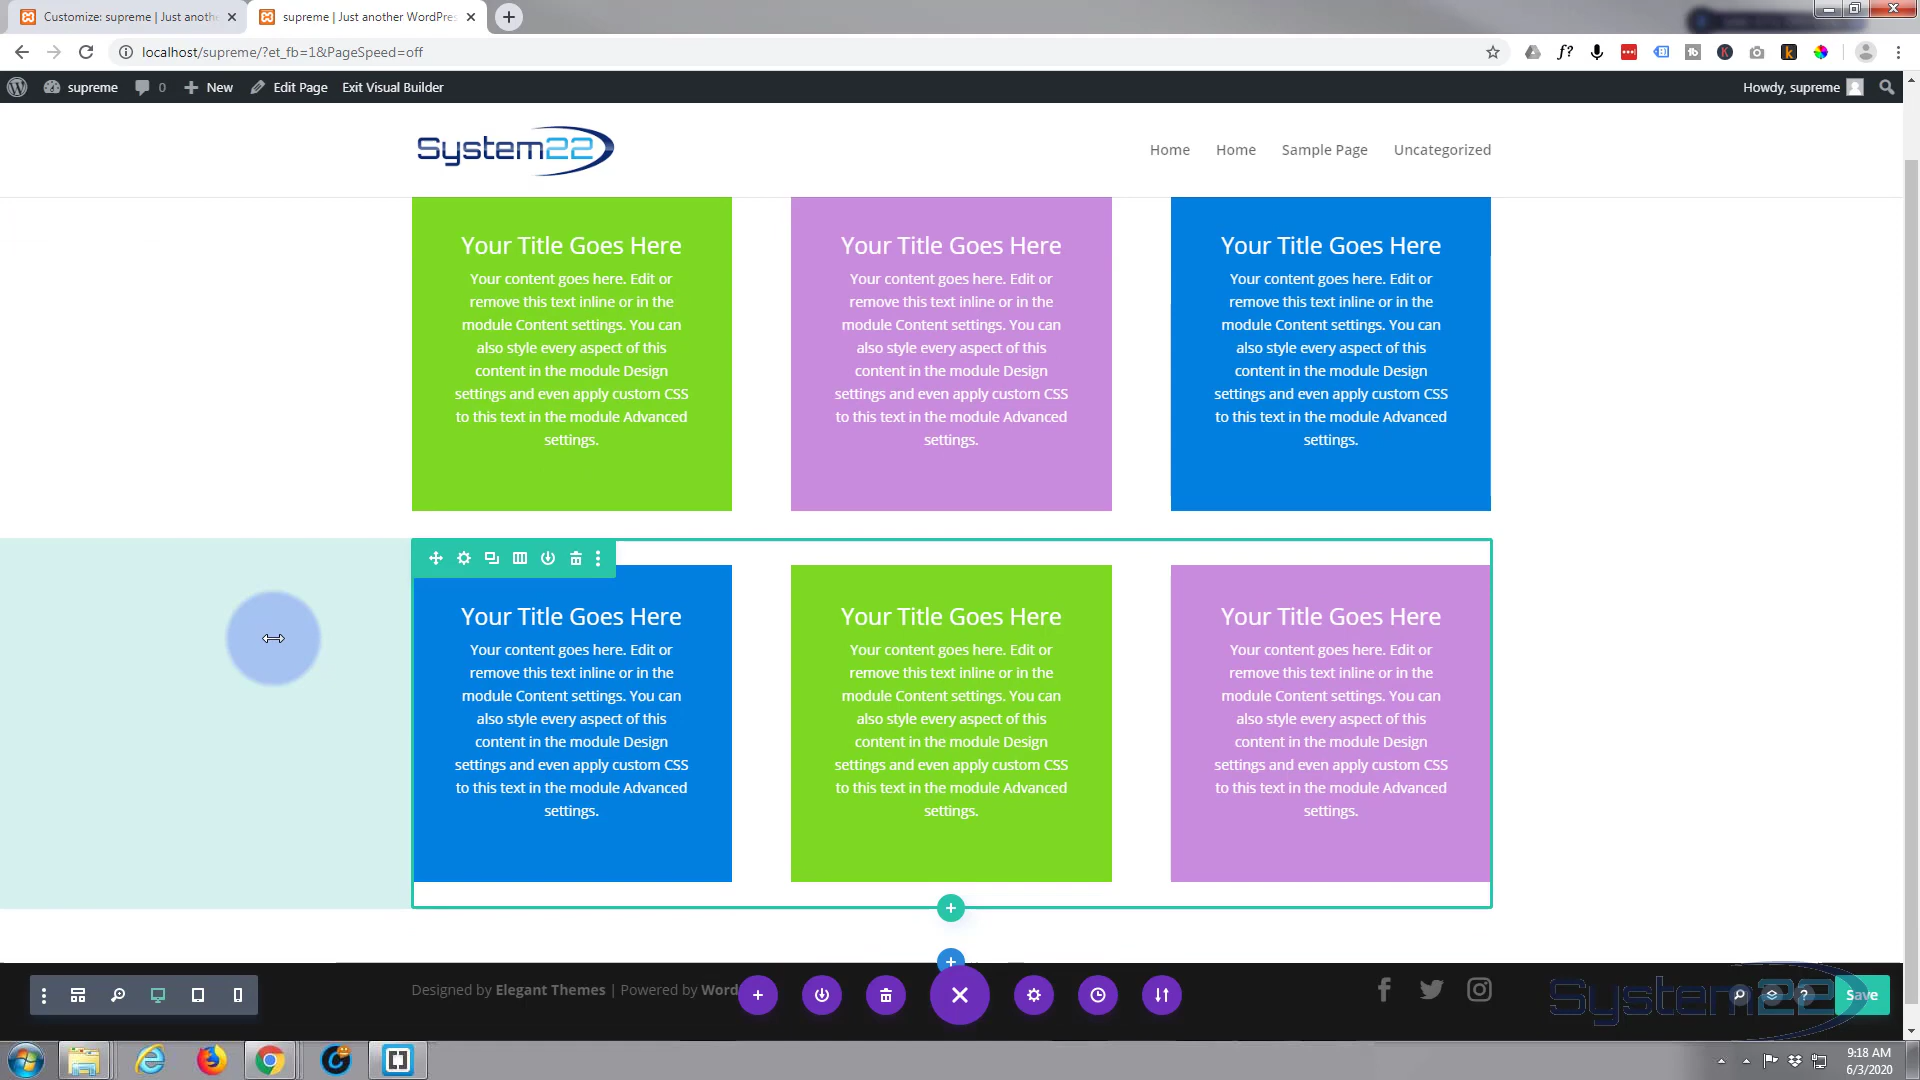 Customize: supreme | Just anoth
supreme | Just another WordPres
localhost/supreme/?et_fb=1&PageSpeed=off
supreme
0
New
Edit Page
Exit Visual Builder
Howdy, supreme
System22
Home
Home
Sample Page
Uncategorized
Your Title Goes Here
Your content goes here. Edit or
remove this text inline or in the
module Content settings. You can
also style every aspect of this
content in the module Design
settings and even apply custom CSS
to this text in the module Advanced
settings.
Your Title Goes Here
Your content goes here. Edit or
remove this text inline or in the
module Content settings. You can
also style every aspect of this
content in the module Design
settings and even apply custom CSS
to this text in the module Advanced
settings.
Your Title Goes Here
Your content goes here. Edit or
remove this text inline or in the
module Content settings. You can
also style every aspect of this
content in the module Design
settings and even apply custom CSS
to this text in the module Advanced
settings.
Your Title Goes Here
Your content goes here. Edit or
remove this text inline or in the
module Content settings. You can
also style every aspect of this
content in the module Design
settings and even apply custom CSS
to this text in the module Advanced
settings.
Your Title Goes Here
Your content goes here. Edit or
remove this text inline or in the
module Content settings. You can
also style every aspect of this
content in the module Design
settings and even apply custom CSS
to this text in the module Advanced
settings.
Your Title Goes Here
Your content goes here. Edit or
remove this text inline or in the
module Content settings. You can
also style every aspect of this
content in the module Design
settings and even apply custom CSS
to this text in the module Advanced
settings.
Designed by Elegant Themes | Powered by Word
System22
Save
9:18 AM
6/3/2020